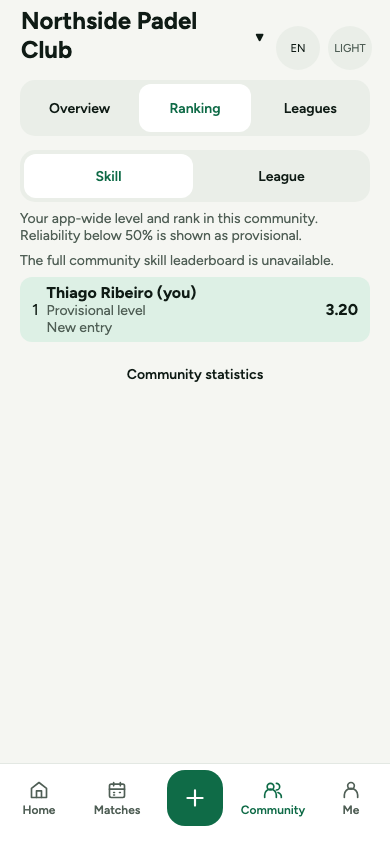 Northside Padel
Club
▼
EN
LIGHT
Overview
Ranking
Leagues
Skill
League
Your app-wide level and rank in this community.
Reliability below 50% is shown as provisional.
The full community skill leaderboard is unavailable.
1
Thiago Ribeiro (you)
Provisional level
New entry
3.20
Community statistics
Home
Matches
Community
Me